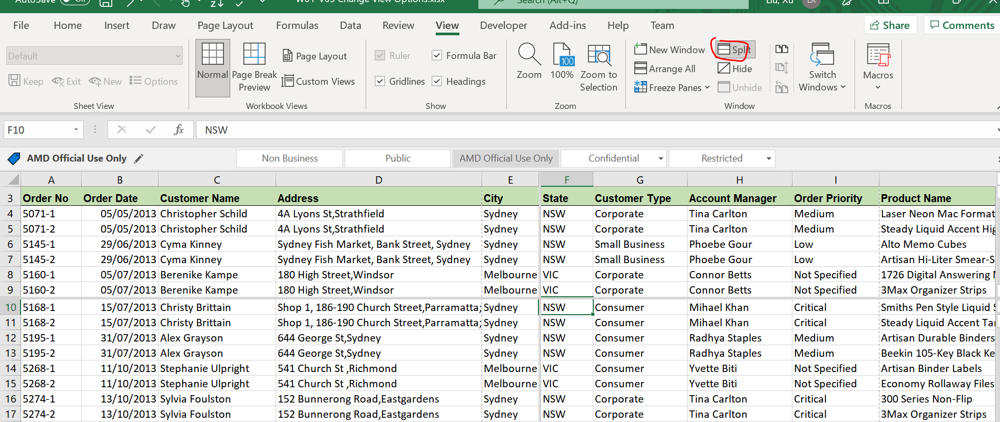 AutoSave Off W01-V05 Change View Options.xlsx Search (Alt+Q) Liu, Xu LX
File Home Insert Draw Page Layout Formulas Data Review View Developer Add-ins Help Team Share Comments
Default
Keep Exit New Options
Sheet View
Normal
Page Break Preview
Page Layout
Custom Views
Workbook Views
Ruler Formula Bar
Gridlines Headings
Show
Zoom
100
100%
Zoom to Selection
Zoom
New Window Split
Arrange All Hide
Freeze Panes Unhide
Switch Windows
Window
Macros
Macros
F10 fx NSW
AMD Official Use Only Non Business Public AMD Official Use Only Confidential Restricted
A B C D E F G H I
3 Order No Order Date Customer Name Address City State Customer Type Account Manager Order Priority Product Name
4 5071-1 05/05/2013 Christopher Schild 4A Lyons St,Strathfield Sydney NSW Corporate Tina Carlton Medium Laser Neon Mac Format
5 5071-2 05/05/2013 Christopher Schild 4A Lyons St,Strathfield Sydney NSW Corporate Tina Carlton Medium Steady Liquid Accent Hig
6 5145-1 29/06/2013 Cyma Kinney Sydney Fish Market, Bank Street, Sydney Sydney NSW Small Business Phoebe Gour Low Alto Memo Cubes
7 5145-2 29/06/2013 Cyma Kinney Sydney Fish Market, Bank Street, Sydney Sydney NSW Small Business Phoebe Gour Low Artisan Hi-Liter Smear-S
8 5160-1 05/07/2013 Berenike Kampe 180 High Street,Windsor Melbourne VIC Corporate Connor Betts Not Specified 1726 Digital Answering
9 5160-2 05/07/2013 Berenike Kampe 180 High Street,Windsor Melbourne VIC Corporate Connor Betts Not Specified 3Max Organizer Strips
10 5168-1 15/07/2013 Christy Brittain Shop 1, 186-190 Church Street,Parramatta; Sydney NSW Consumer Mihael Khan Critical Smiths Pen Style Liquid S
11 5168-2 15/07/2013 Christy Brittain Shop 1, 186-190 Church Street,Parramatta; Sydney NSW Consumer Mihael Khan Critical Steady Liquid Accent Tan
12 5195-1 31/07/2013 Alex Grayson 644 George St,Sydney Sydney NSW Consumer Radhya Staples Medium Artisan Durable Binders
13 5195-2 31/07/2013 Alex Grayson 644 George St,Sydney Sydney NSW Consumer Radhya Staples Medium Beekin 105-Key Black Ke
14 5268-1 11/10/2013 Stephanie Ulpright 541 Church St ,Richmond Melbourne VIC Consumer Yvette Biti Not Specified Artisan Binder Labels
15 5268-2 11/10/2013 Stephanie Ulpright 541 Church St ,Richmond Melbourne VIC Consumer Yvette Biti Not Specified Economy Rollaway Files
16 5274-1 13/10/2013 Sylvia Foulston 152 Bunnerong Road,Eastgardens Sydney NSW Corporate Tina Carlton Critical 300 Series Non-Flip
17 5274-2 13/10/2013 Sylvia Foulston 152 Bunnerong Road,Eastgardens Sydney NSW Corporate Tina Carlton Critical 3Max Organizer Strips